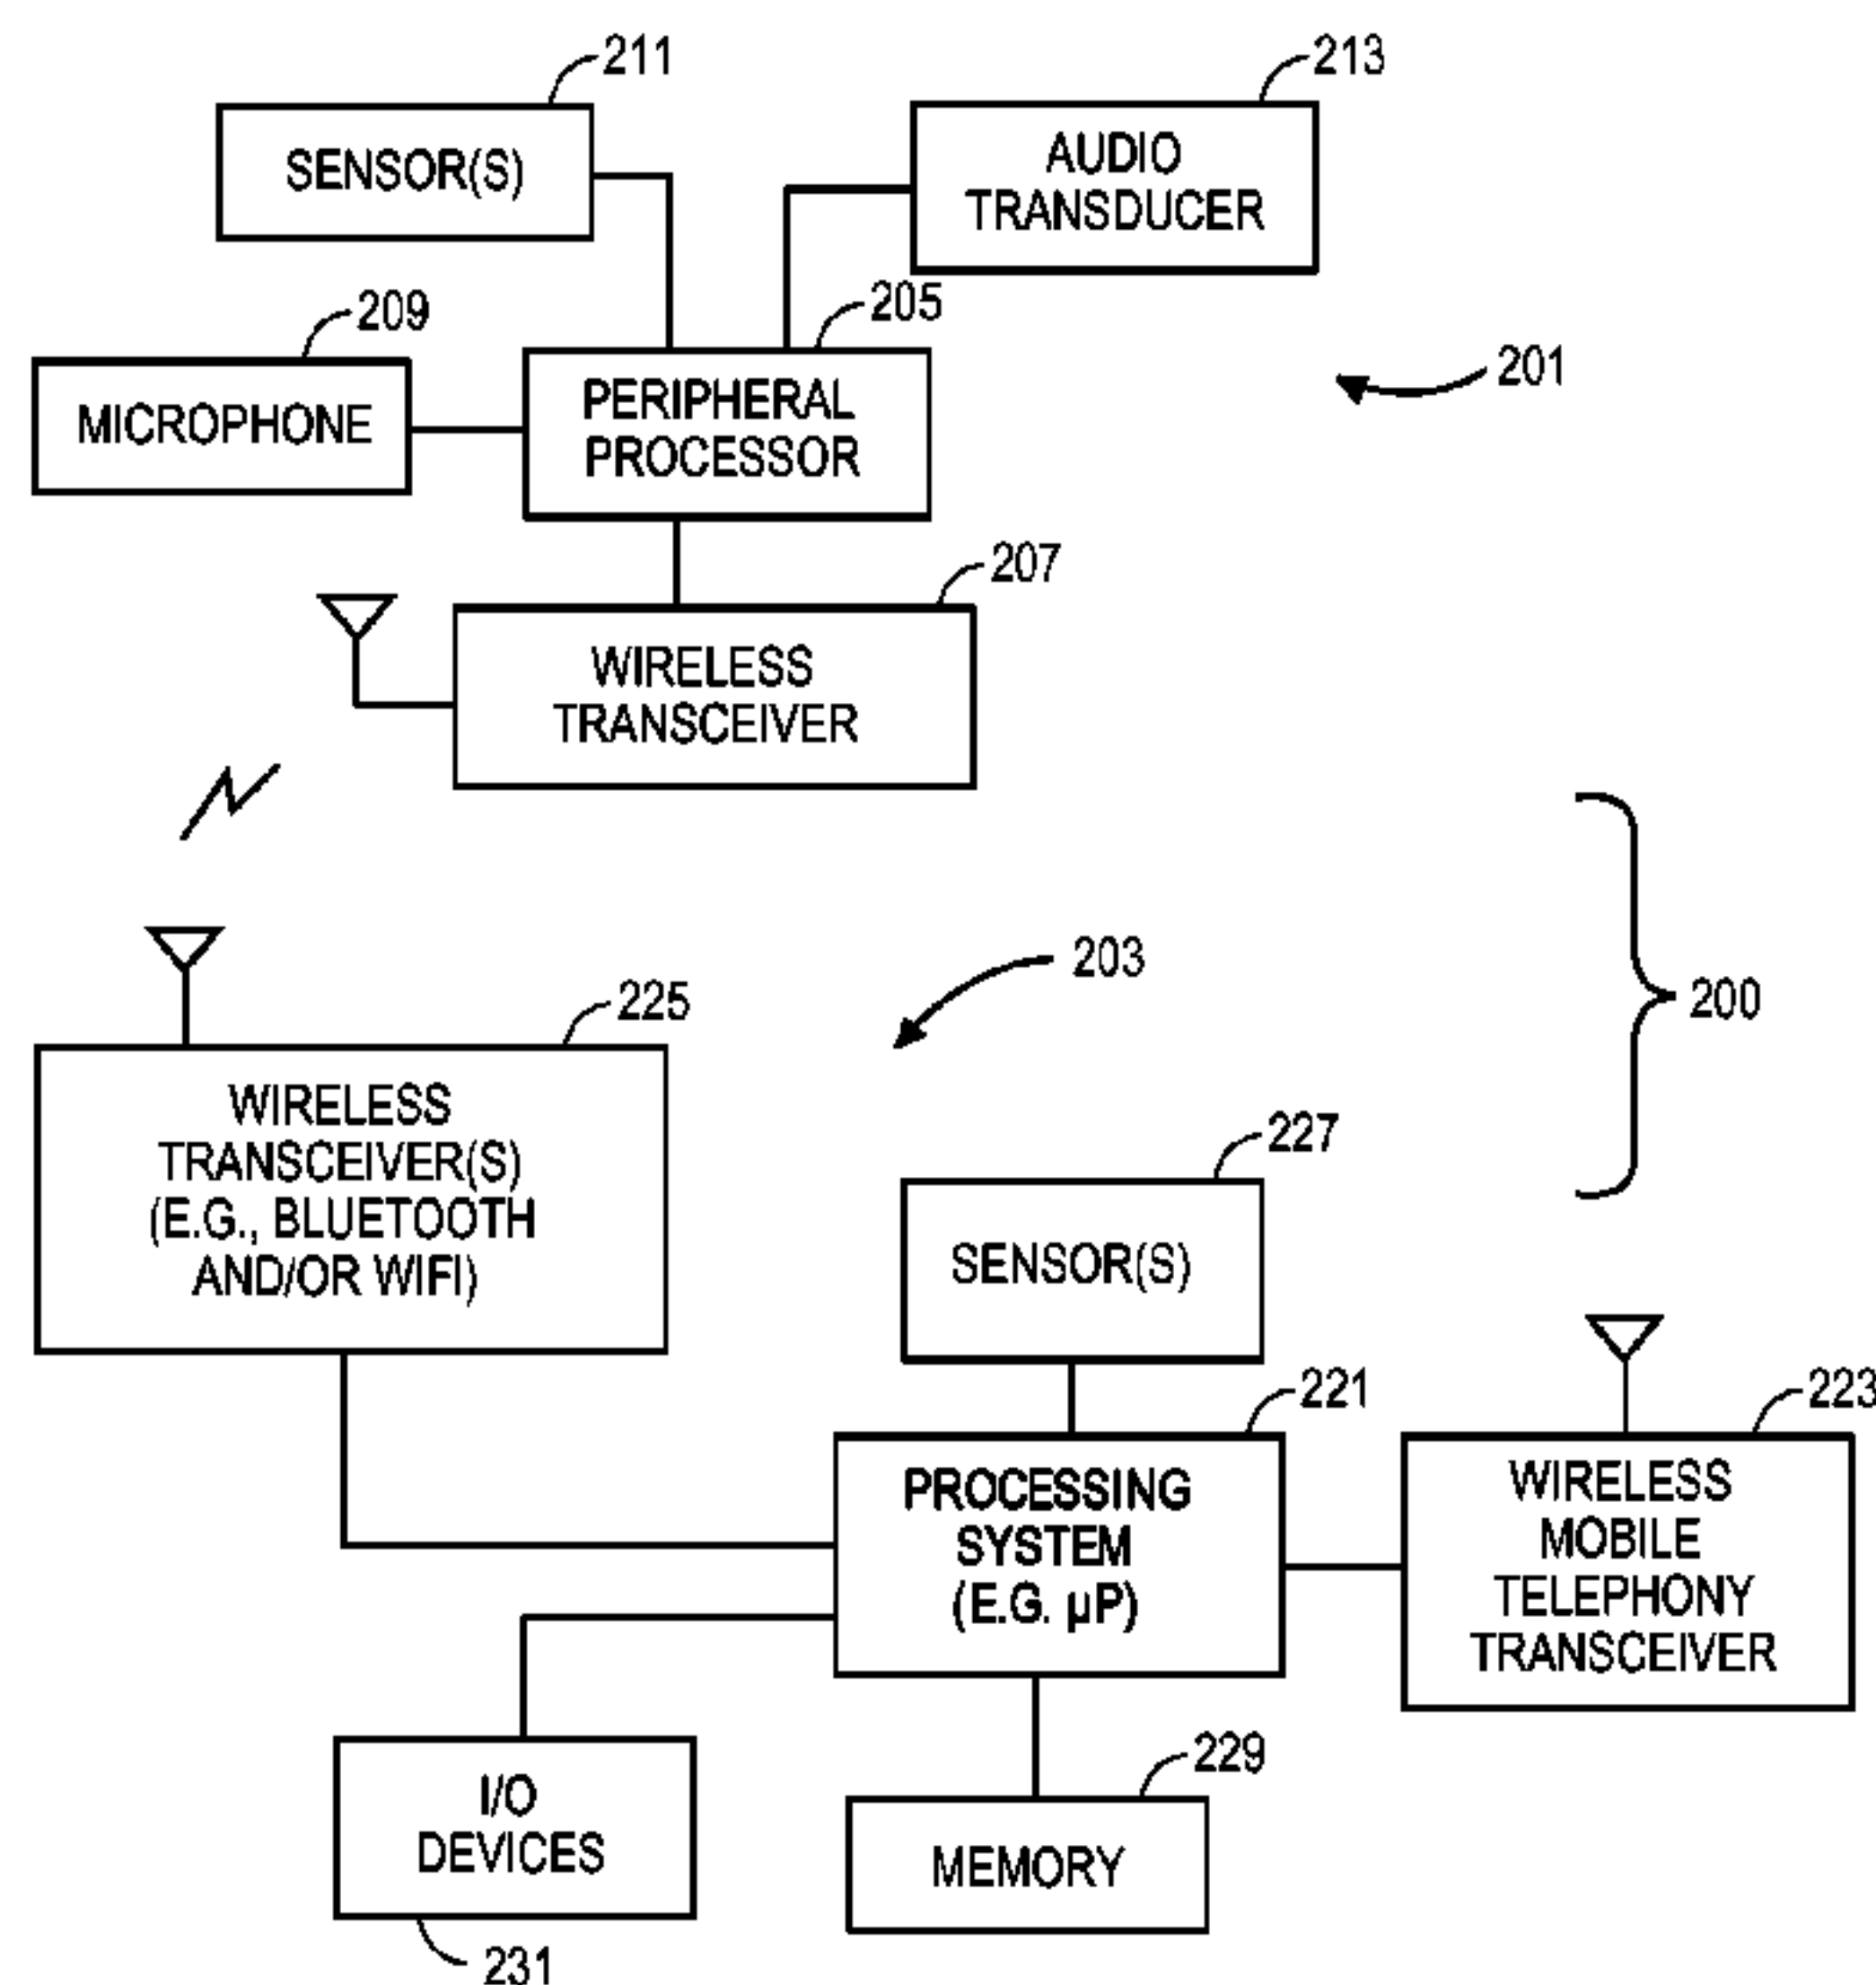 211
SENSOR(S)
213
AUDIO
TRANSDUCER
209
MICROPHONE
205
PERIPHERAL
PROCESSOR
201
207
WIRELESS
TRANSCEIVER
200
203
225
WIRELESS
TRANSCEIVER(S)
(E.G., BLUETOOTH
AND/OR WIFI)
227
SENSOR(S)
221
PROCESSING
SYSTEM
(E.G. µP)
223
WIRELESS
MOBILE
TELEPHONY
TRANSCEIVER
I/O
DEVICES
231
229
MEMORY